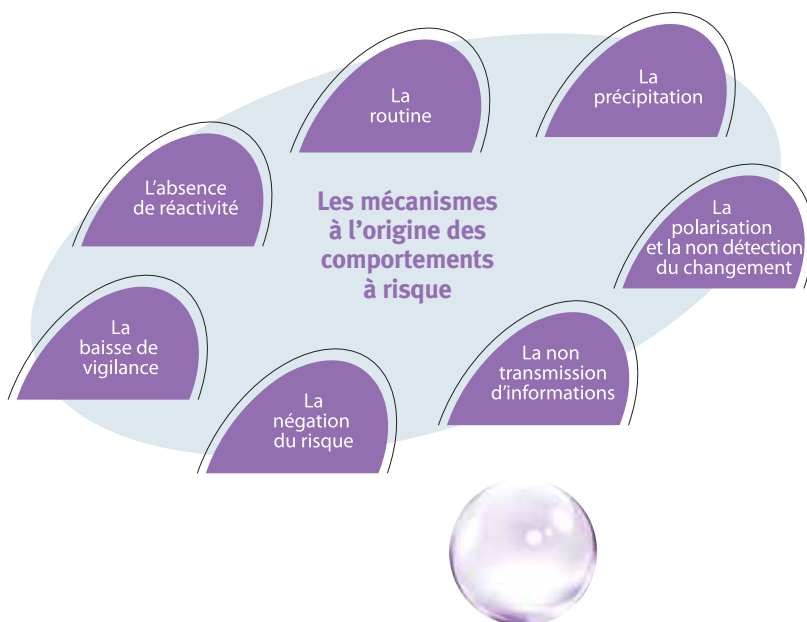 La
routine
La
précipitation
L'absence
de réactivité
Les mécanismes
à l'origine des
comportements
à risque
La
polarisation
et la non détection
du changement
La
baisse de
vigilance
La non
transmission
d'informations
La
négation
du risque